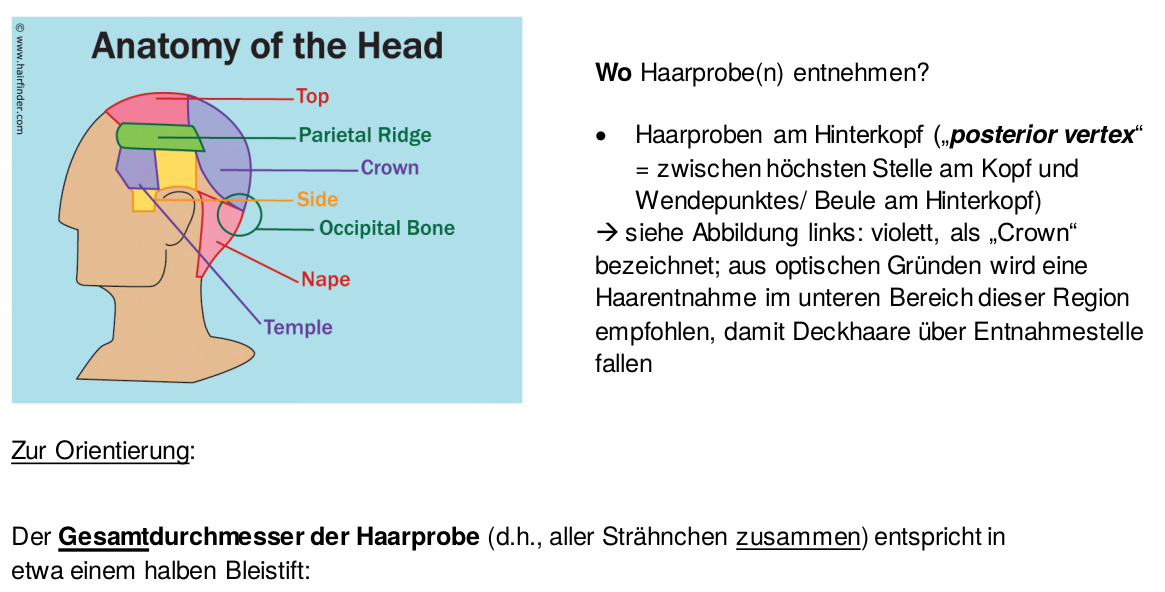 © www.hairfinder.com
Anatomy of the Head
Top
Parietal Ridge
Crown
Side
Occipital Bone
Nape
Temple
Wo Haarprobe(n) entnehmen?
• Haarproben am Hinterkopf („posterior vertex“
= zwischen höchsten Stelle am Kopf und
Wendepunktes/ Beule am Hinterkopf)
→ siehe Abbildung links: violett, als „Crown“
bezeichnet; aus optischen Gründen wird eine
Haarentnahme im unteren Bereich dieser Region
empfohlen, damit Deckhaare über Entnahmestelle
fallen
Zur Orientierung:
Der Gesamtdurchmesser der Haarprobe (d.h., aller Strähnchen zusammen) entspricht in
etwa einem halben Bleistift: